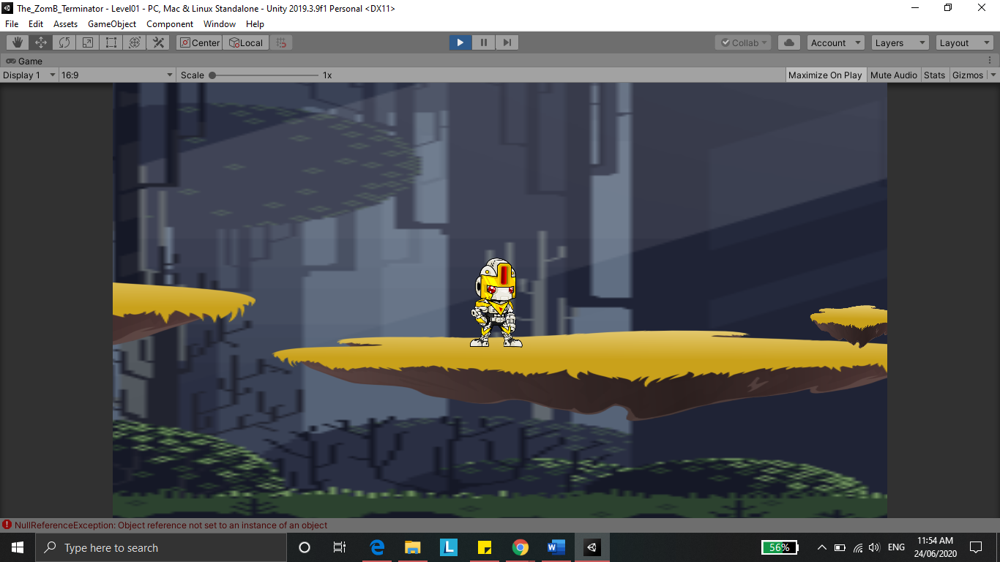 The_ZomB_Terminator - Level01 - PC, Mac & Linux Standalone - Unity 2019.3.9f1 Personal <DX11>
File Edit Assets GameObject Component Window Help
Center Local Collab Account Layers Layout
Game
Display 1 16:9 Scale 1x Maximize On Play Mute Audio Stats Gizmos
NullReferenceException: Object reference not set to an instance of an object
Type here to search
L
W
56%
ENG
11:54 AM
24/06/2020